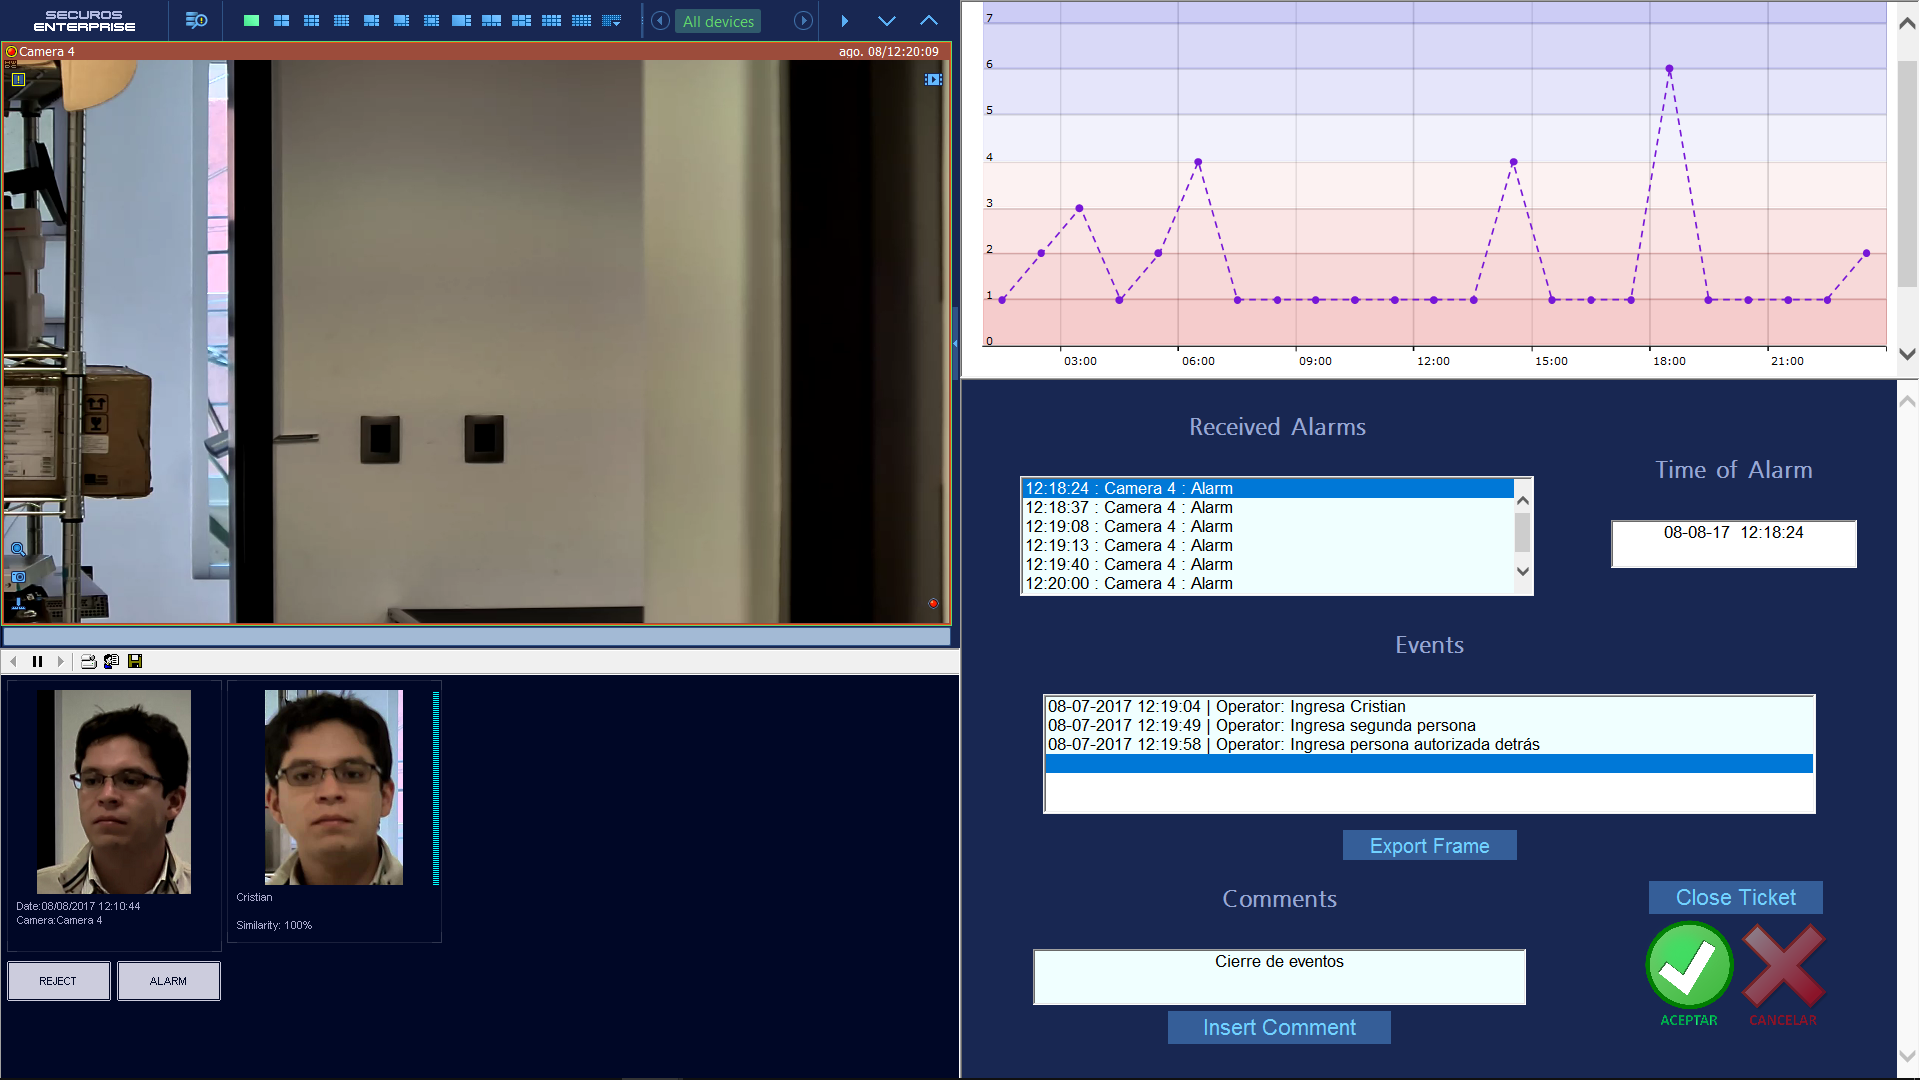 SECUROS
ENTERPRISE
All devices
Camera 4
ago. 08/12:20:09
7
6
5
4
3
2
1
0
03:00
06:00
09:00
12:00
15:00
18:00
21:00
Received Alarms
12:18:24 : Camera 4 : Alarm
12:18:37 : Camera 4 : Alarm
12:19:08 : Camera 4 : Alarm
12:19:13 : Camera 4 : Alarm
12:19:40 : Camera 4 : Alarm
12:20:00 : Camera 4 : Alarm
Time of Alarm
08-08-17 12:18:24
Events
08-07-2017 12:19:04 | Operator: Ingresa Cristian
08-07-2017 12:19:49 | Operator: Ingresa segunda persona
08-07-2017 12:19:58 | Operator: Ingresa persona autorizada detrás
Export Frame
Comments
Cierre de eventos
Insert Comment
Close Ticket
ACEPTAR
CANCELAR
Date:08/08/2017 12:10:44
Camera:Camera 4
Cristian
Similarity: 100%
REJECT
ALARM